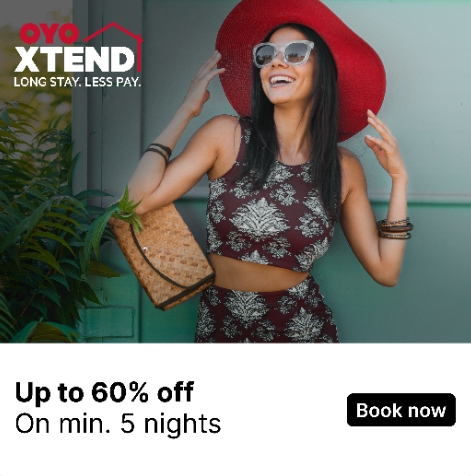 OYO
XTEND
LONG STAY. LESS PAY.
Up to 60% off
On min. 5 nights
Book now